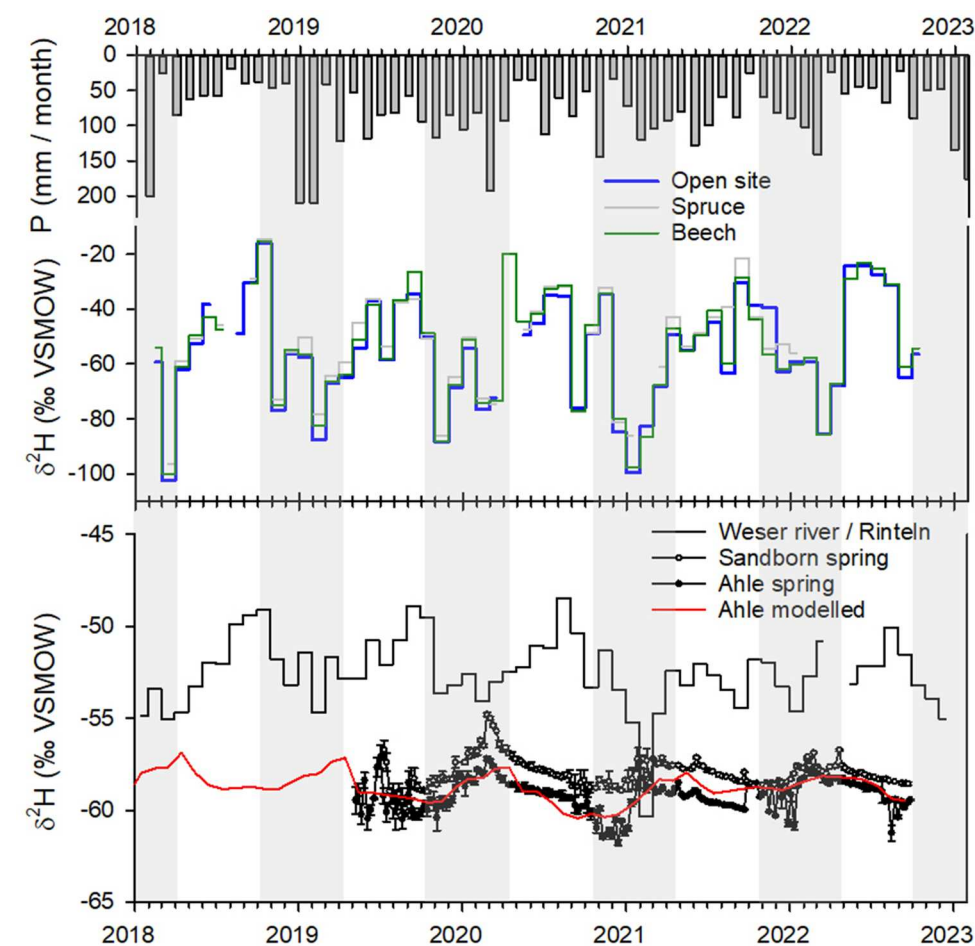 2018 2019 2020 2021 2022 2023
P (mm / month)
0
50
100
150
200
Open site
Spruce
Beech
δ²H (‰ VSMOW)
-20
-40
-60
-80
-100
δ²H (‰ VSMOW)
-45
-50
-55
-60
-65
Weser river / Rinteln
Sandborn spring
Ahle spring
Ahle modelled
2018 2019 2020 2021 2022 2023